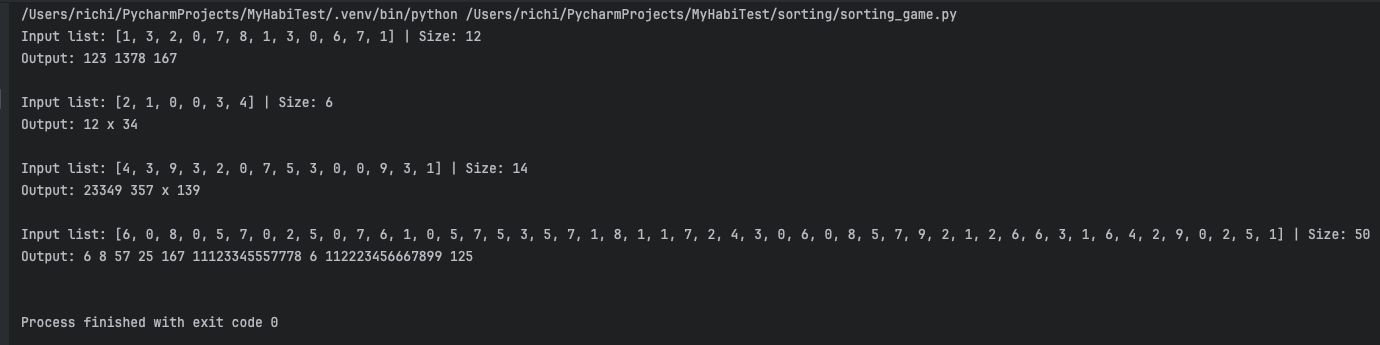 /Users/richi/PycharmProjects/MyHabiTest/.venv/bin/python /Users/richi/PycharmProjects/MyHabiTest/sorting/sorting_game.py
Input list: [1, 3, 2, 0, 7, 8, 1, 3, 0, 6, 7, 1] | Size: 12
Output: 123 1378 167
Input list: [2, 1, 0, 0, 3, 4] | Size: 6
Output: 12 x 34
Input list: [4, 3, 9, 3, 2, 0, 7, 5, 3, 0, 0, 9, 3, 1] | Size: 14
Output: 23349 357 x 139
Input list: [6, 0, 8, 0, 5, 7, 0, 2, 5, 0, 7, 6, 1, 0, 5, 7, 5, 3, 5, 7, 1, 8, 1, 1, 7, 2, 4, 3, 0, 6, 0, 8, 5, 7, 9, 2, 1, 2, 6, 6, 3, 1, 6, 4, 2, 9, 0, 2, 5, 1] | Size: 50
Output: 6 8 57 25 167 11123345557778 6 112223456667899 125
Process finished with exit code 0